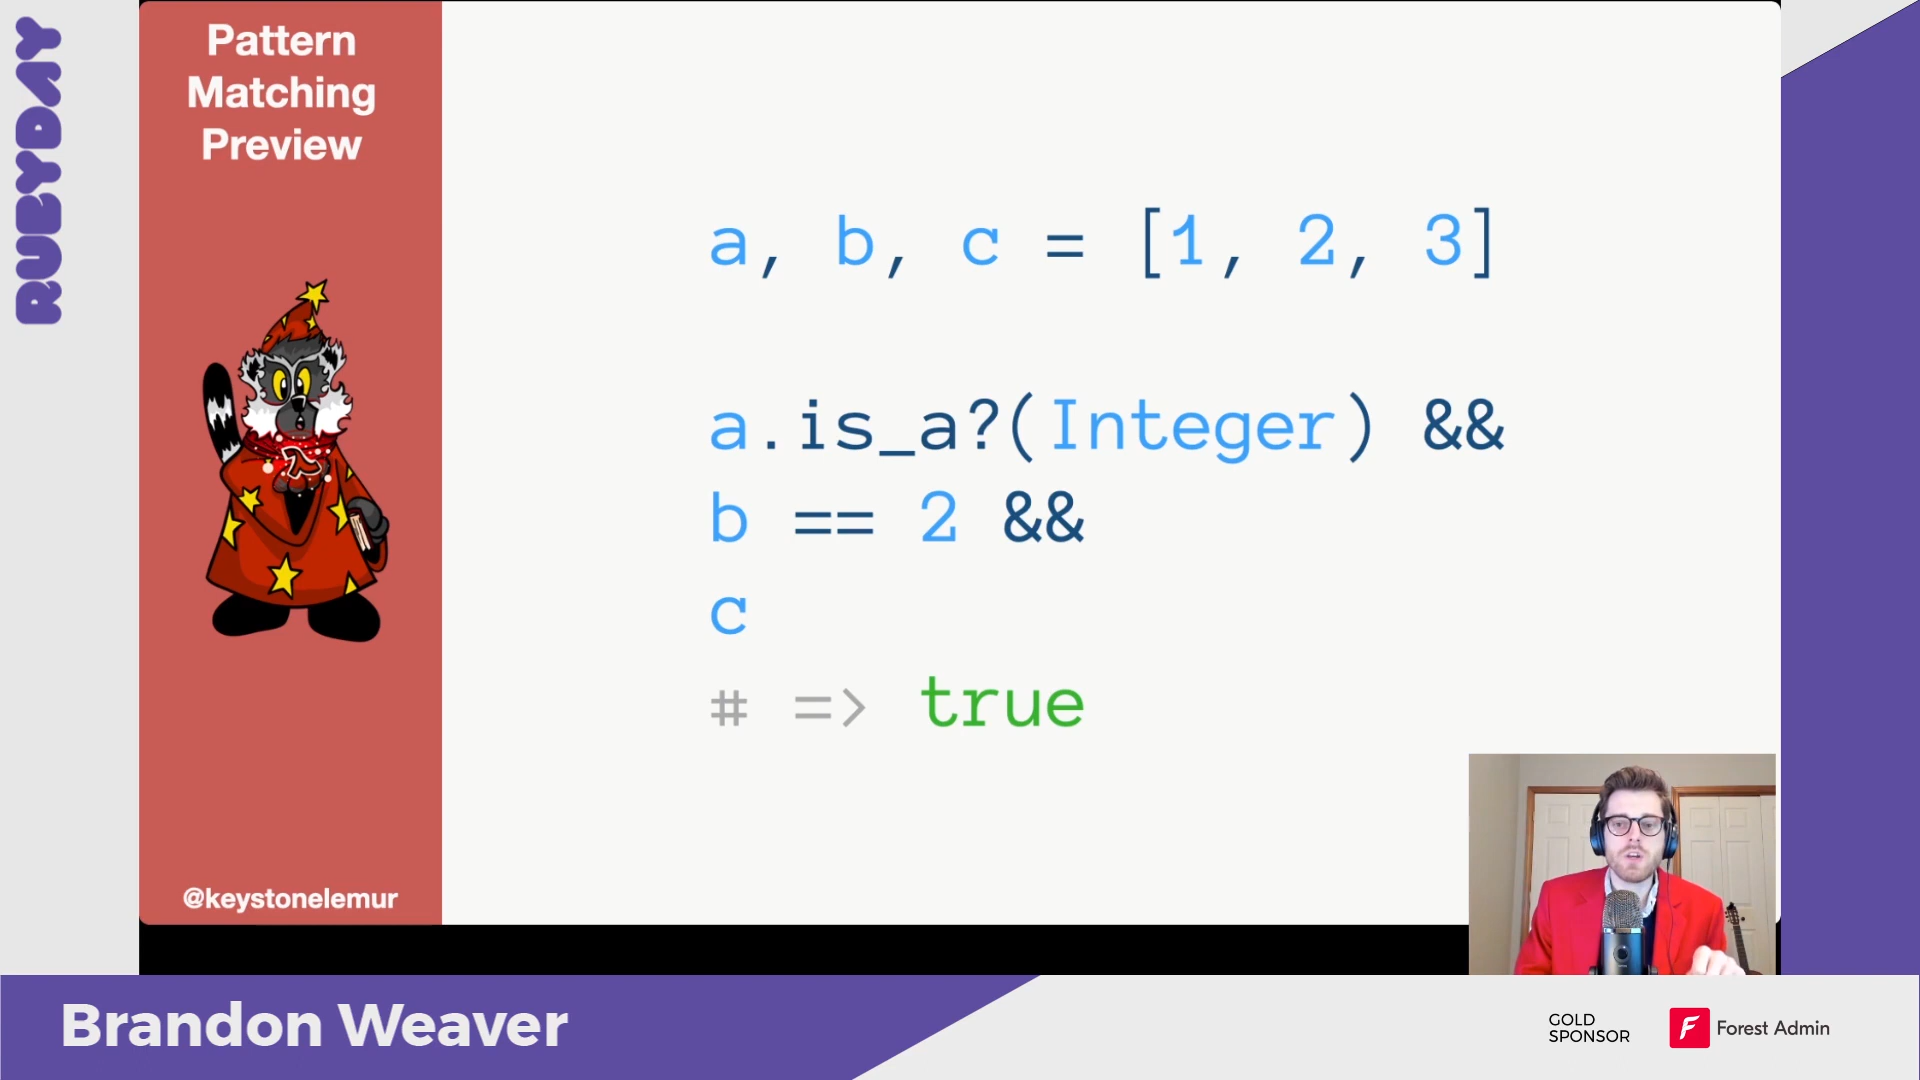 RUBYDAY
Pattern
Matching
Preview
@keystonelemur
a, b, c = [1, 2, 3]
a.is_a?(Integer) &&
b == 2 &&
c
# => true
Brandon Weaver
GOLD
SPONSOR
Forest Admin